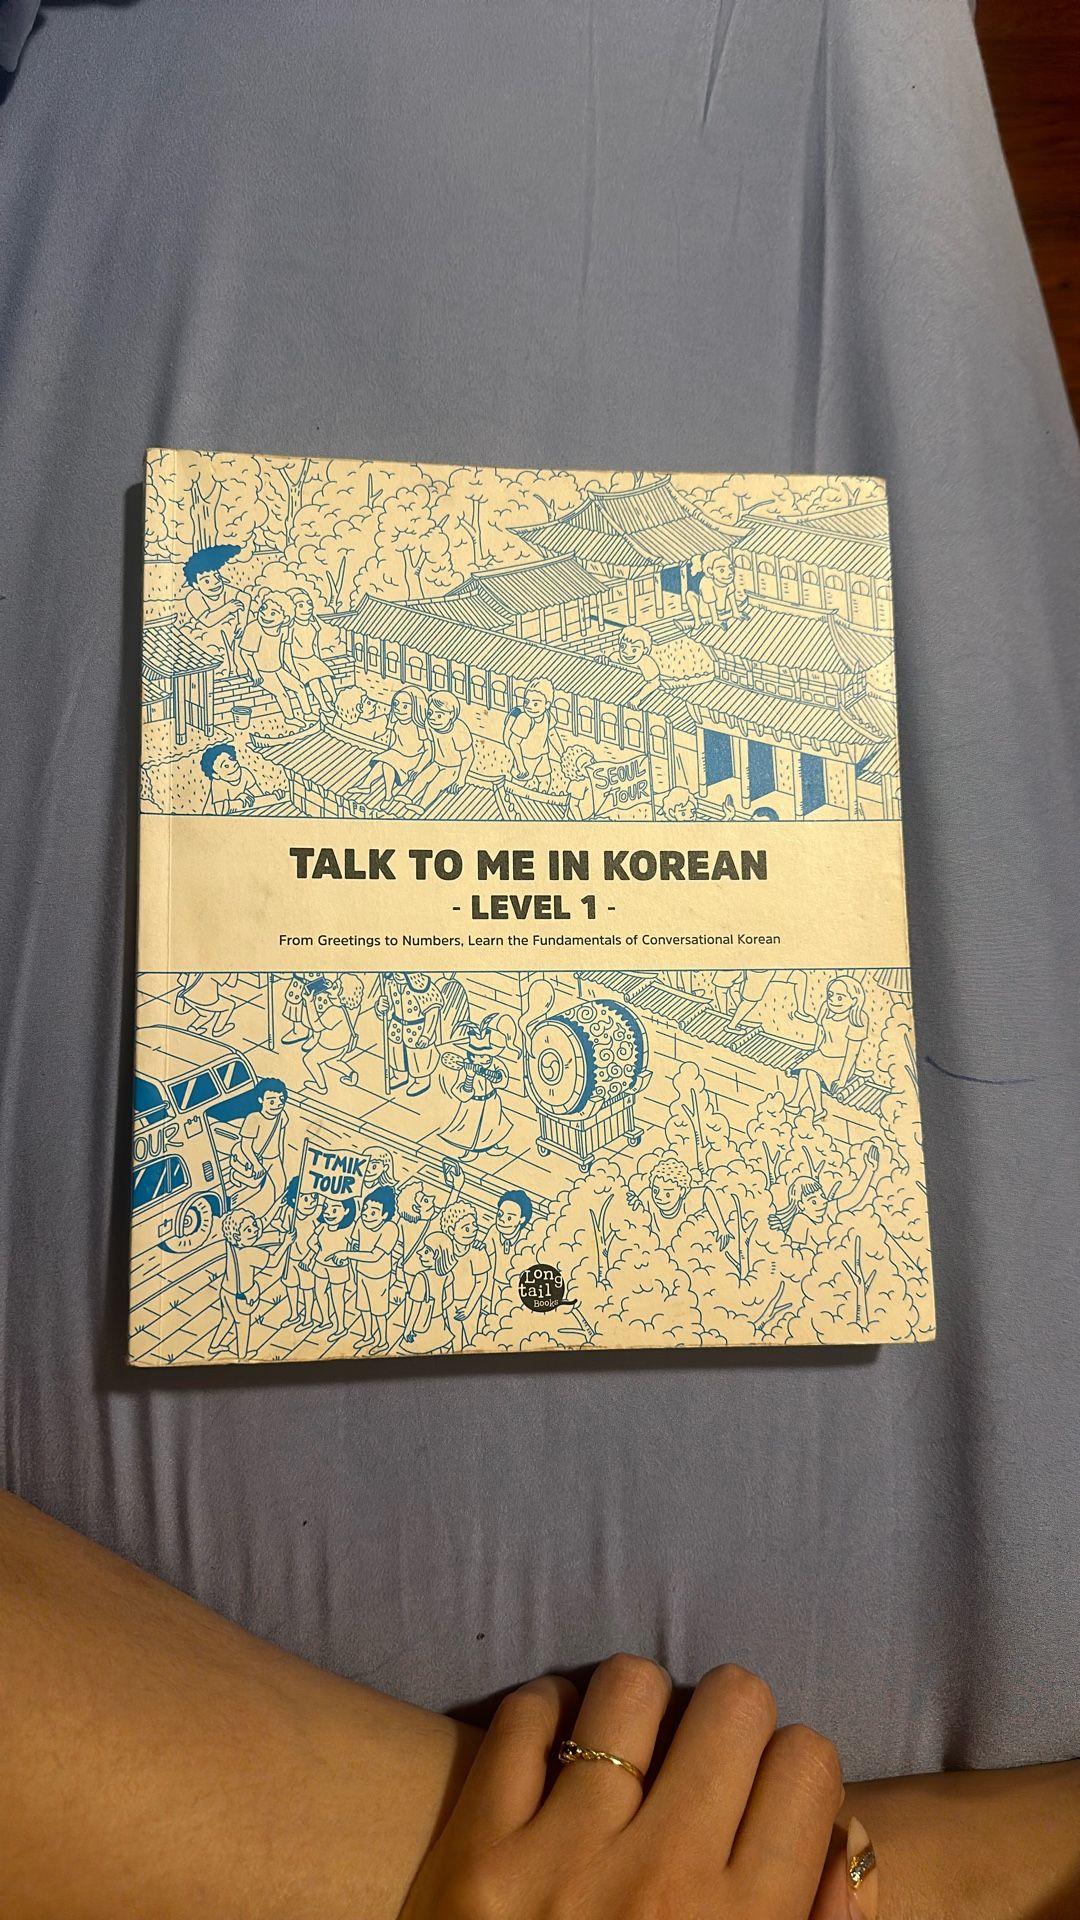 SEOUL
TOUR
TALK TO ME IN KOREAN
- LEVEL 1 -
From Greetings to Numbers, Learn the Fundamentals of Conversational Korean
OUR
TTMIK
TOUR
Long
tail
Books